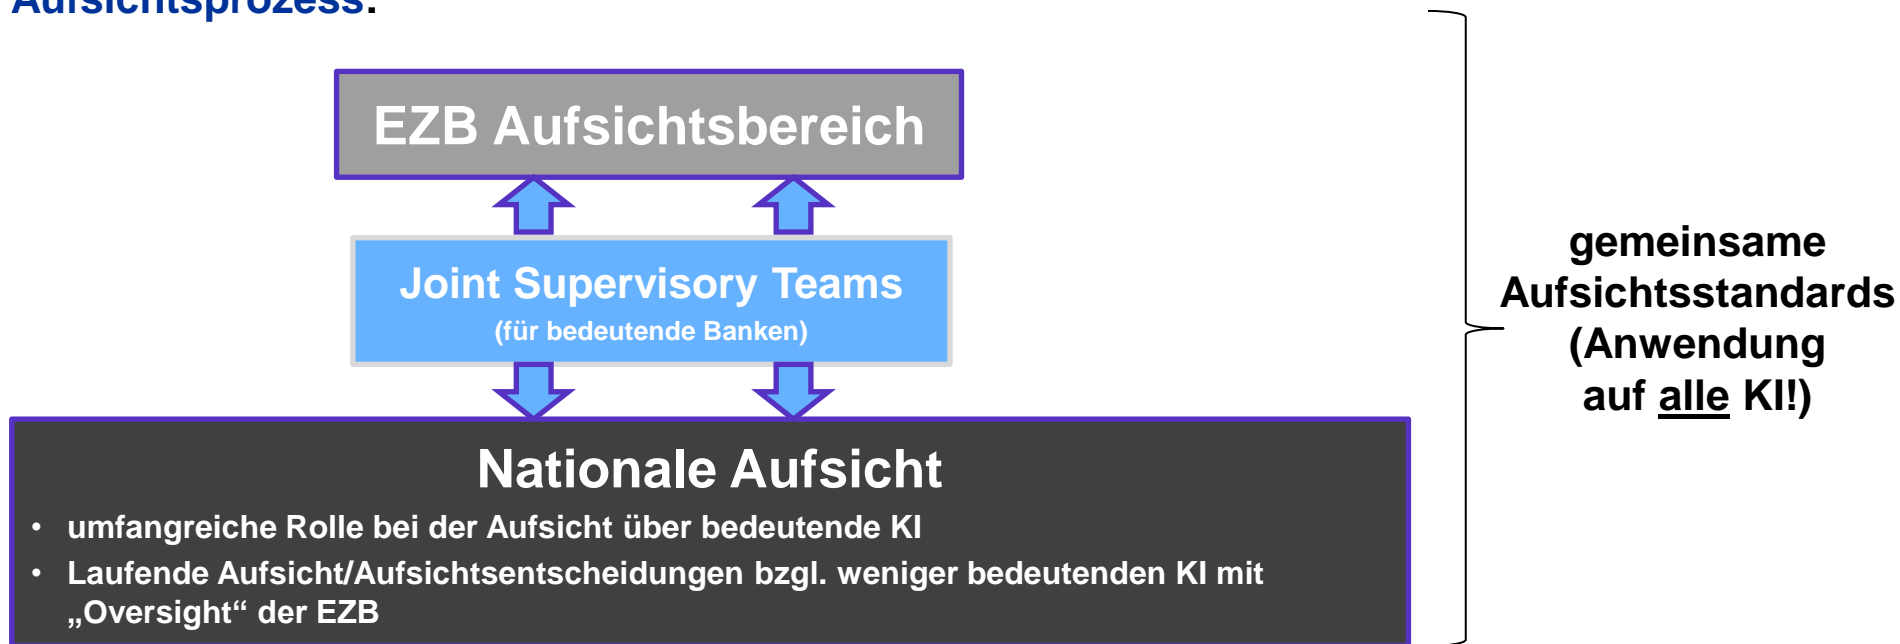 Aufsichtsprozess:
EZB Aufsichtsbereich
Joint Supervisory Teams
(für bedeutende Banken)
Nationale Aufsicht
• umfangreiche Rolle bei der Aufsicht über bedeutende KI
• Laufende Aufsicht/Aufsichtsentscheidungen bzgl. weniger bedeutenden KI mit
„Oversight“ der EZB
gemeinsame
Aufsichtsstandards
(Anwendung
auf alle KI!)